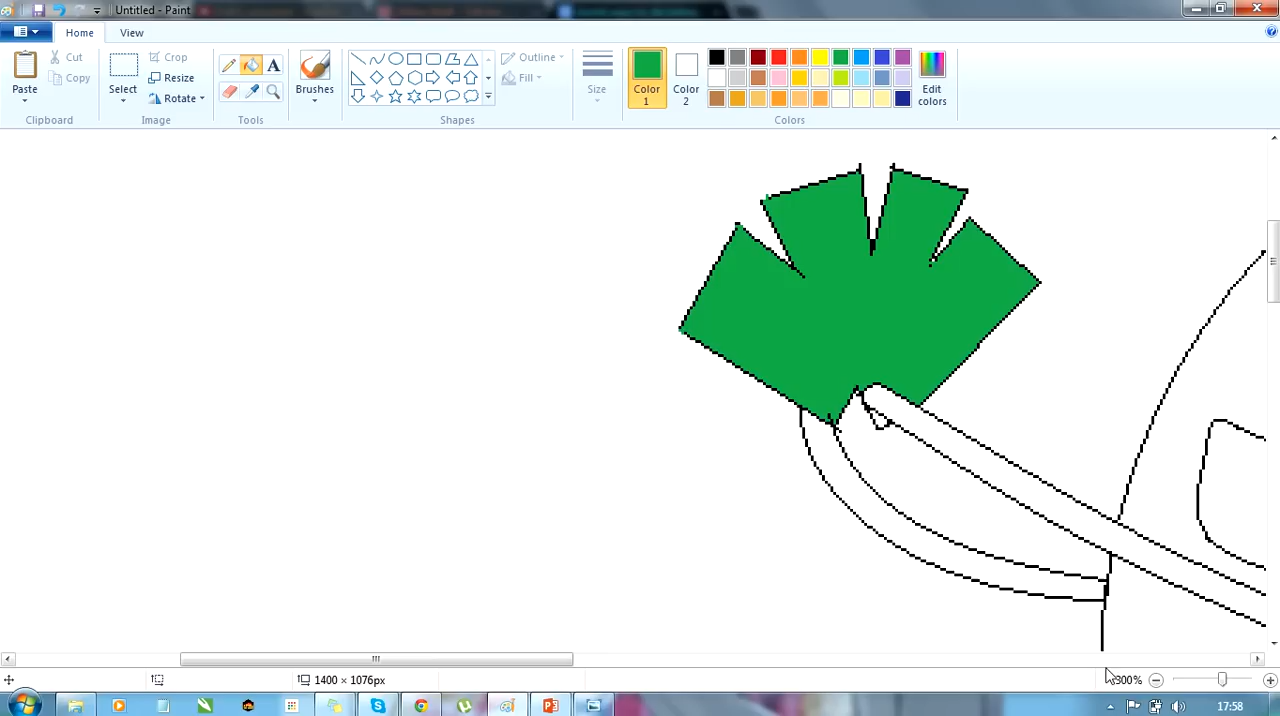 Untitled - Paint
Home View
Paste
Cut
Copy
Clipboard
Select
Crop
Resize
Rotate
Image
A
Tools
Brushes
Outline
Fill
Shapes
Size
Color 1
Color 2
Edit colors
Colors
1400 × 1076px
300%
17:58